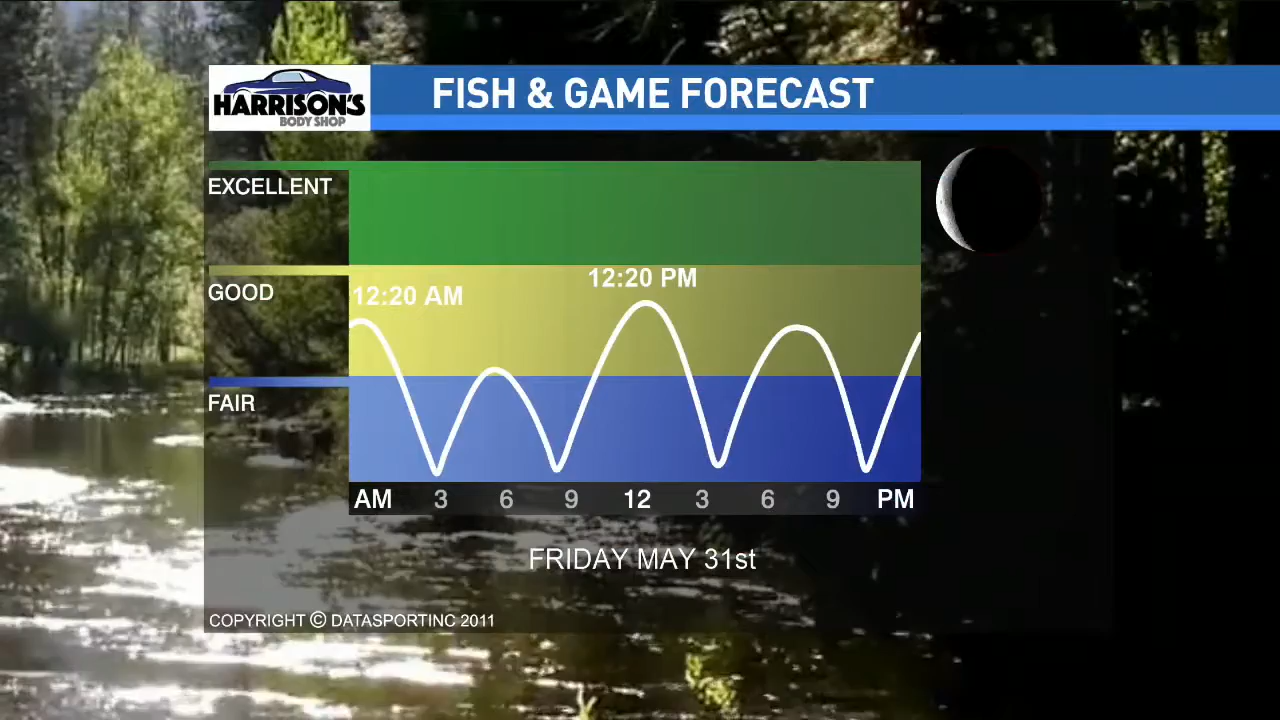 HARRISON'S
BODY SHOP
FISH & GAME FORECAST
EXCELLENT
GOOD
FAIR
12:20 AM
12:20 PM
AM 3 6 9 12 3 6 9 PM
FRIDAY MAY 31st
COPYRIGHT © DATASPORTINC 2011